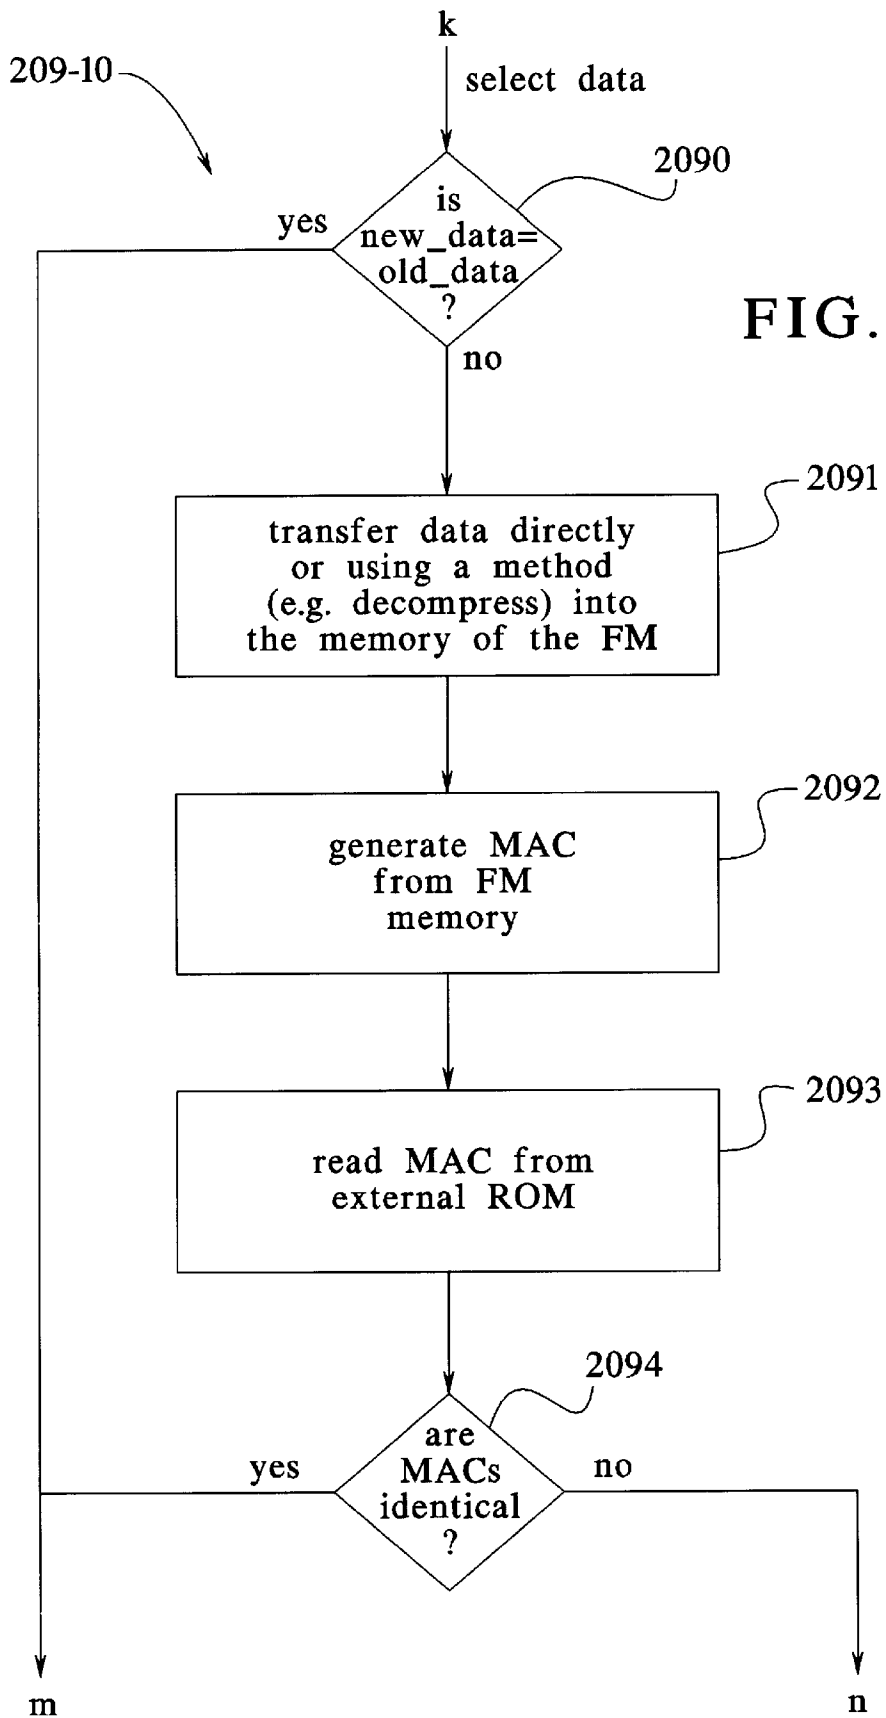 k
209-10
select data
2090
yes
is
new_data=
old_data
?
FIG.
no
2091
transfer data directly
or using a method
(e.g. decompress) into
the memory of the FM
2092
generate MAC
from FM
memory
2093
read MAC from
external ROM
2094
yes
are
MACs
identical
?
no
m
n